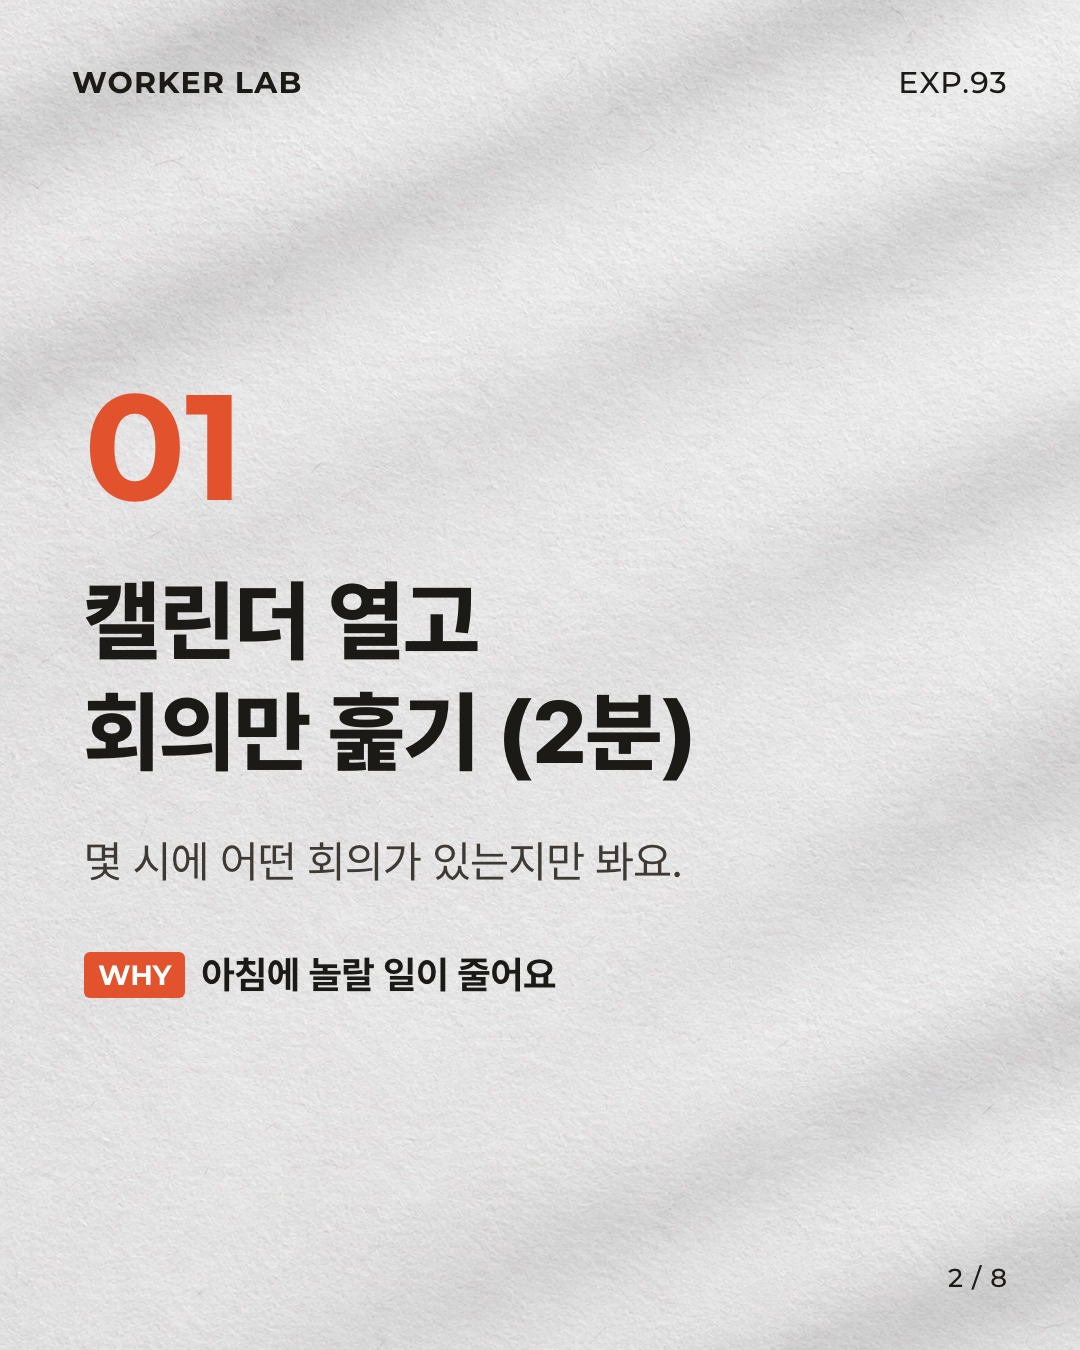 WORKER LAB
EXP.93
01
캘린더 열고
회의만 훑기 (2분)
몇 시에 어떤 회의가 있는지만 봐요.
WHY 아침에 놀랄 일이 줄어요
2 / 8